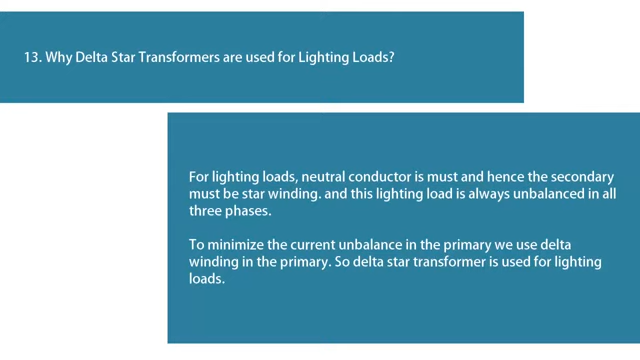 13. Why Delta Star Transformers are used for Lighting Loads?
For lighting loads, neutral conductor is must and hence the secondary
must be star winding. and this lighting load is always unbalanced in all
three phases.
To minimize the current unbalance in the primary we use delta
winding in the primary. So delta star transformer is used for lighting
loads.